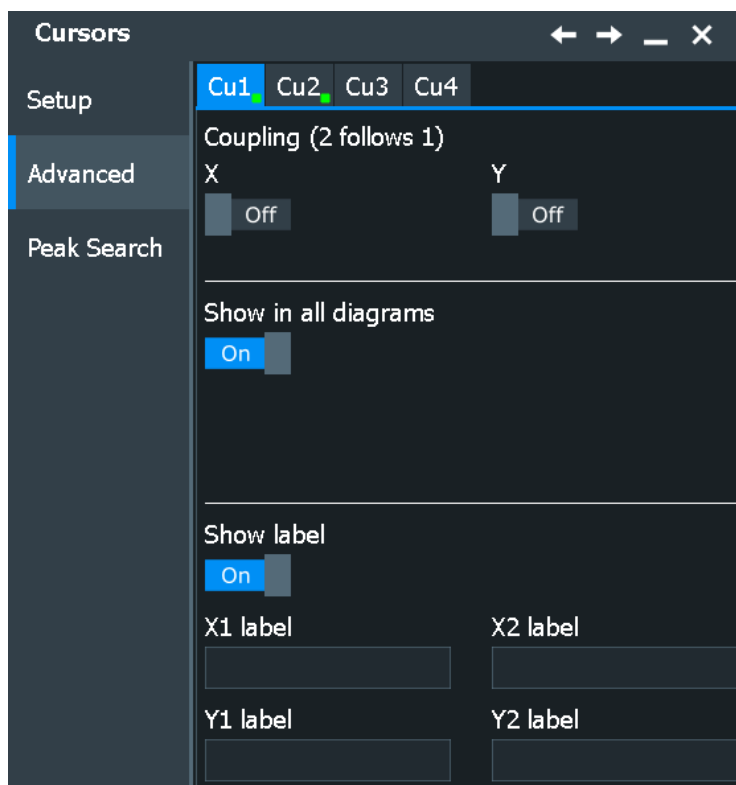 Cursors
Setup
Advanced
Peak Search
Cu1 Cu2 Cu3 Cu4
Coupling (2 follows 1)
X Y
Off Off
Show in all diagrams
On
Show label
On
X1 label X2 label
Y1 label Y2 label